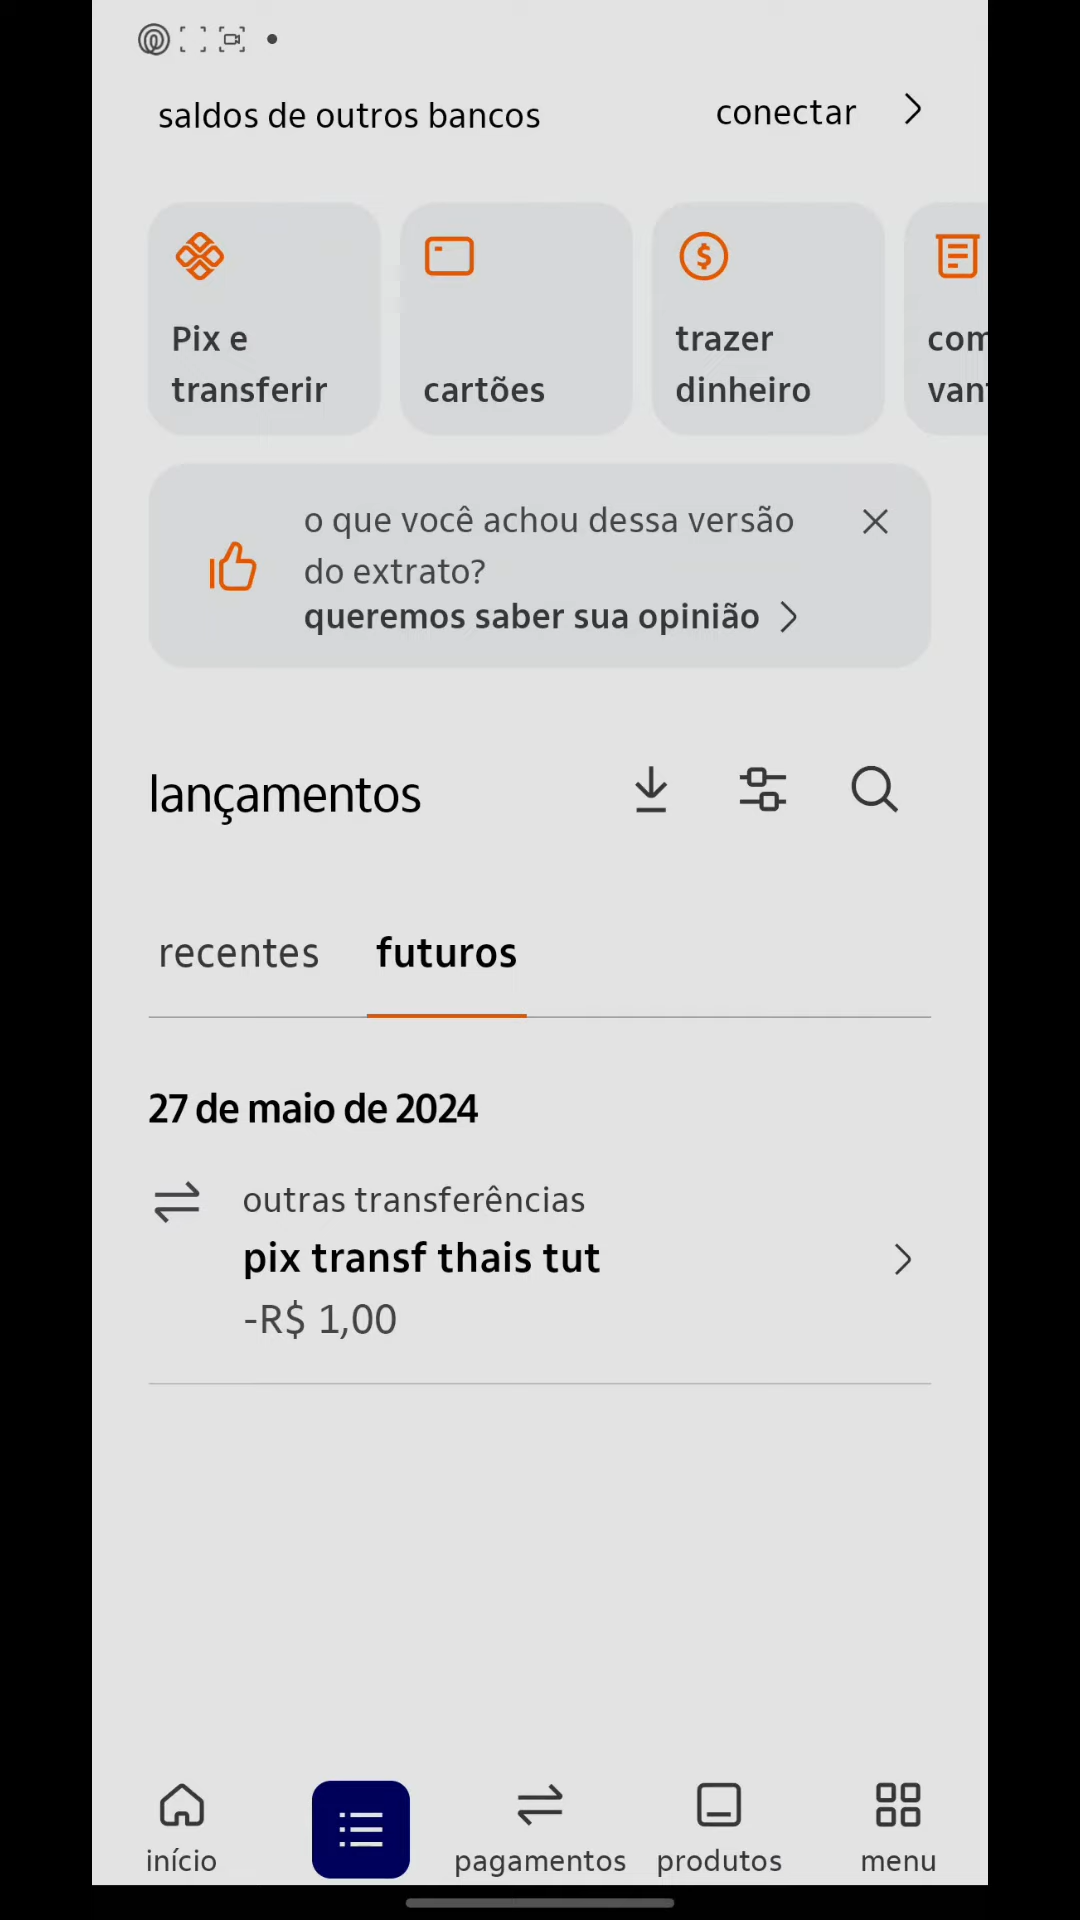 saldos de outros bancos
conectar
Pix e
transferir
cartões
trazer
dinheiro
com
van
o que você achou dessa versão
do extrato?
queremos saber sua opinião
lançamentos
recentes
futuros
27 de maio de 2024
outras transferências
pix transf thais tut
-R$ 1,00
início
pagamentos
produtos
menu